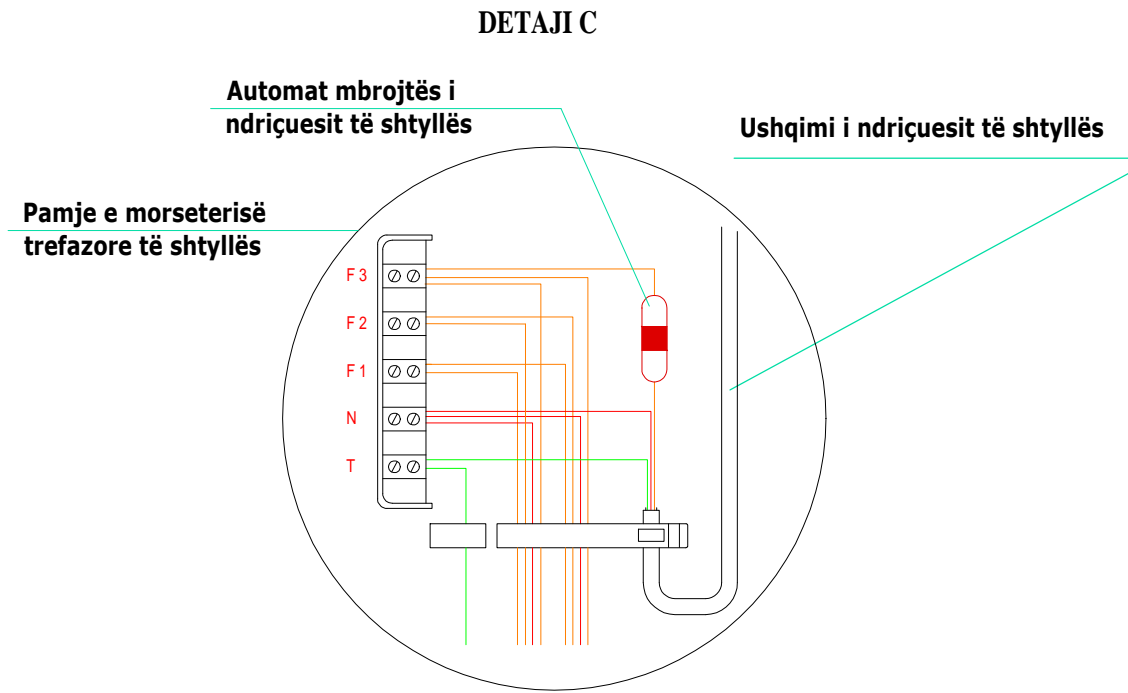 DETAJI C
Automat mbrojtës i
ndriçuesit të shtyllës
Ushqimi i ndriçuesit të shtyllës
Pamje e morseterisë
trefazore të shtyllës
F 3
F 2
F 1
N
T